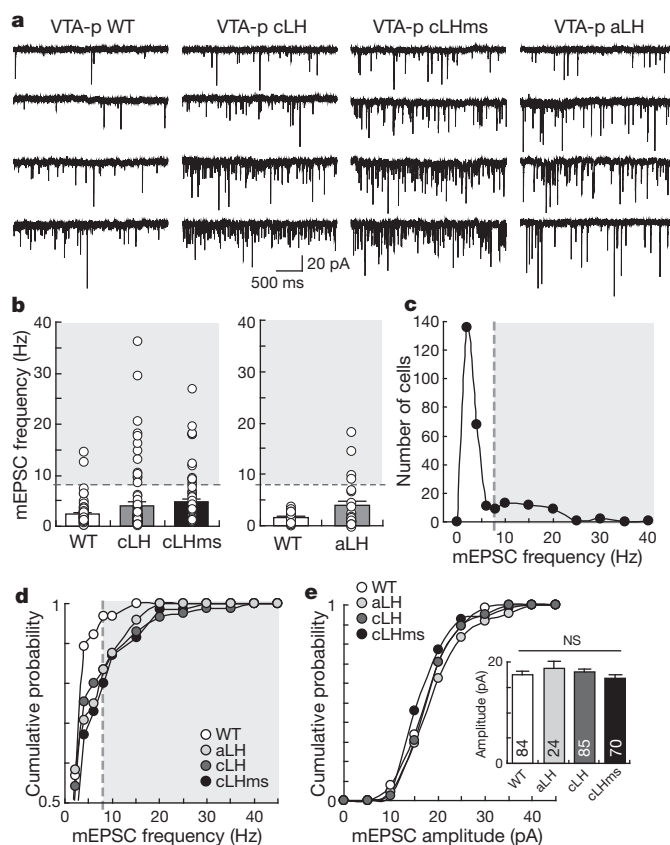 a
VTA-p WT VTA-p cLH VTA-p cLHms VTA-p aLH
20 pA
500 ms
b
mEPSC frequency (Hz)
40
30
20
10
0
WT cLH cLHms
40
30
20
10
0
WT aLH
c
Number of cells
140
120
100
80
60
40
20
0
0 10 20 30 40
mEPSC frequency (Hz)
d
Cumulative probability
1
0.5
0 10 20 30 40
WT
aLH
cLH
cLHms
mEPSC frequency (Hz)
e
Cumulative probability
1
0
0 10 20 30 40
WT
aLH
cLH
cLHms
mEPSC amplitude (pA)
NS
Amplitude (pA)
20
0
84 24 85 70
WT aLH cLH cLHms